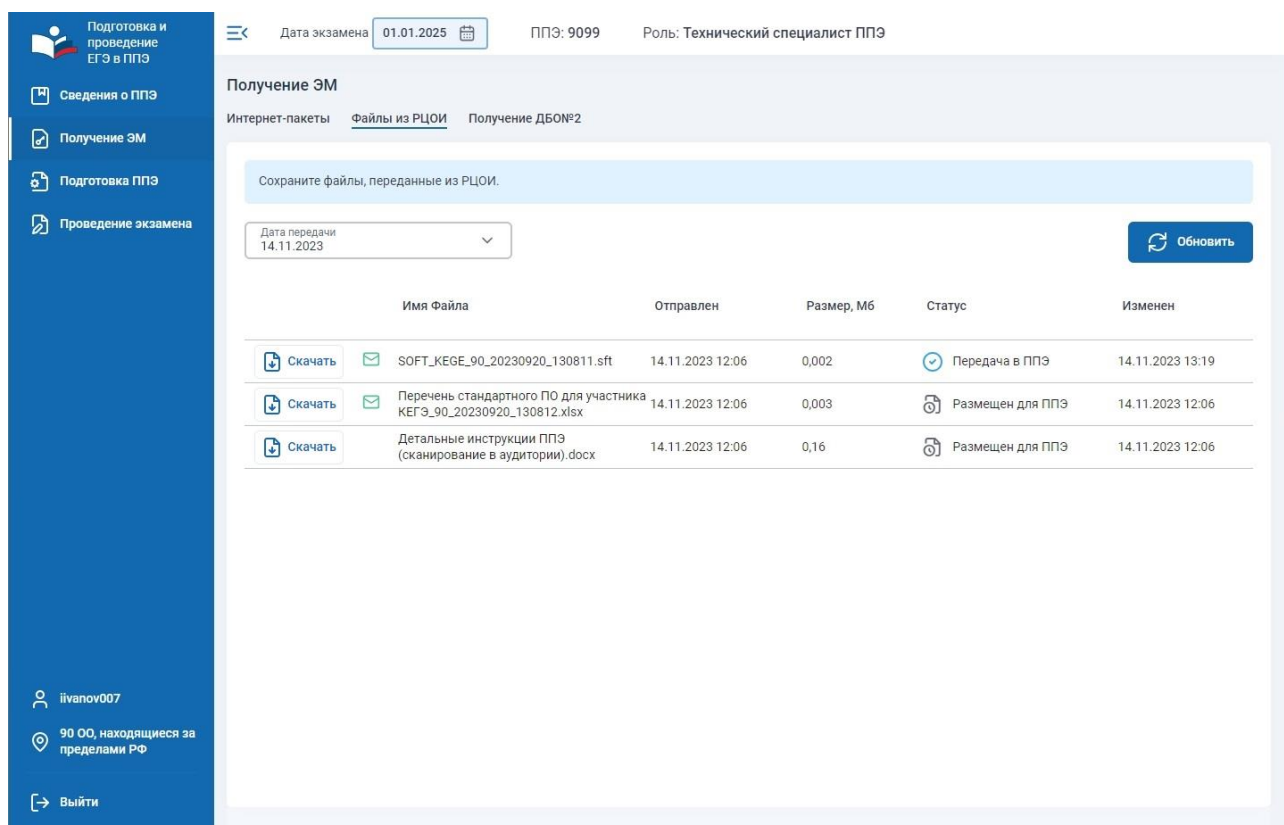 Подготовка и
проведение
ЕГЭ в ППЭ
Сведения о ППЭ
Получение ЭМ
Подготовка ППЭ
Проведение экзамена
iivanov007
90 ОО, находящиеся за
пределами РФ
Выйти
Дата экзамена 01.01.2025 ППЭ: 9099 Роль: Технический специалист ППЭ
Получение ЭМ
Интернет-пакеты Файлы из РЦОИ Получение ДБО№2
Сохраните файлы, переданные из РЦОИ.
Дата передачи
14.11.2023
Обновить
Имя Файла Отправлен Размер, Мб Статус Изменен
Скачать SOFT_KEGE_90_20230920_130811.sft 14.11.2023 12:06 0,002 Передача в ППЭ 14.11.2023 13:19
Скачать Перечень стандартного ПО для участника
КЕГЭ_90_20230920_130812.xlsx 14.11.2023 12:06 0,003 Размещен для ППЭ 14.11.2023 12:06
Скачать Детальные инструкции ППЭ
(сканирование в аудитории).docx 14.11.2023 12:06 0,16 Размещен для ППЭ 14.11.2023 12:06